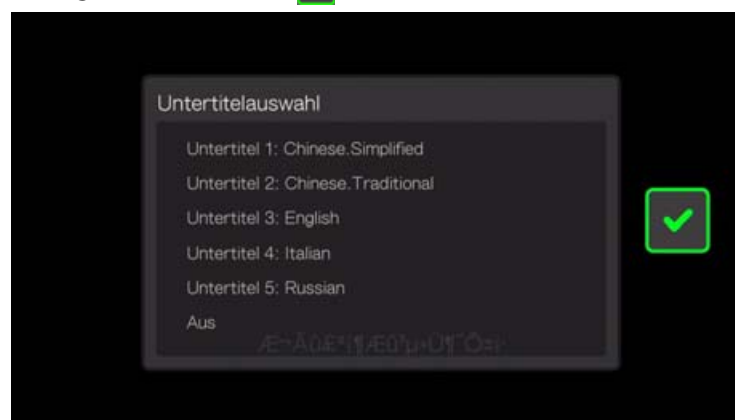 Untertitelauswahl
Untertitel 1: Chinese.Simplified
Untertitel 2: Chinese.Traditional
Untertitel 3: English
Untertitel 4: Italian
Untertitel 5: Russian
Aus